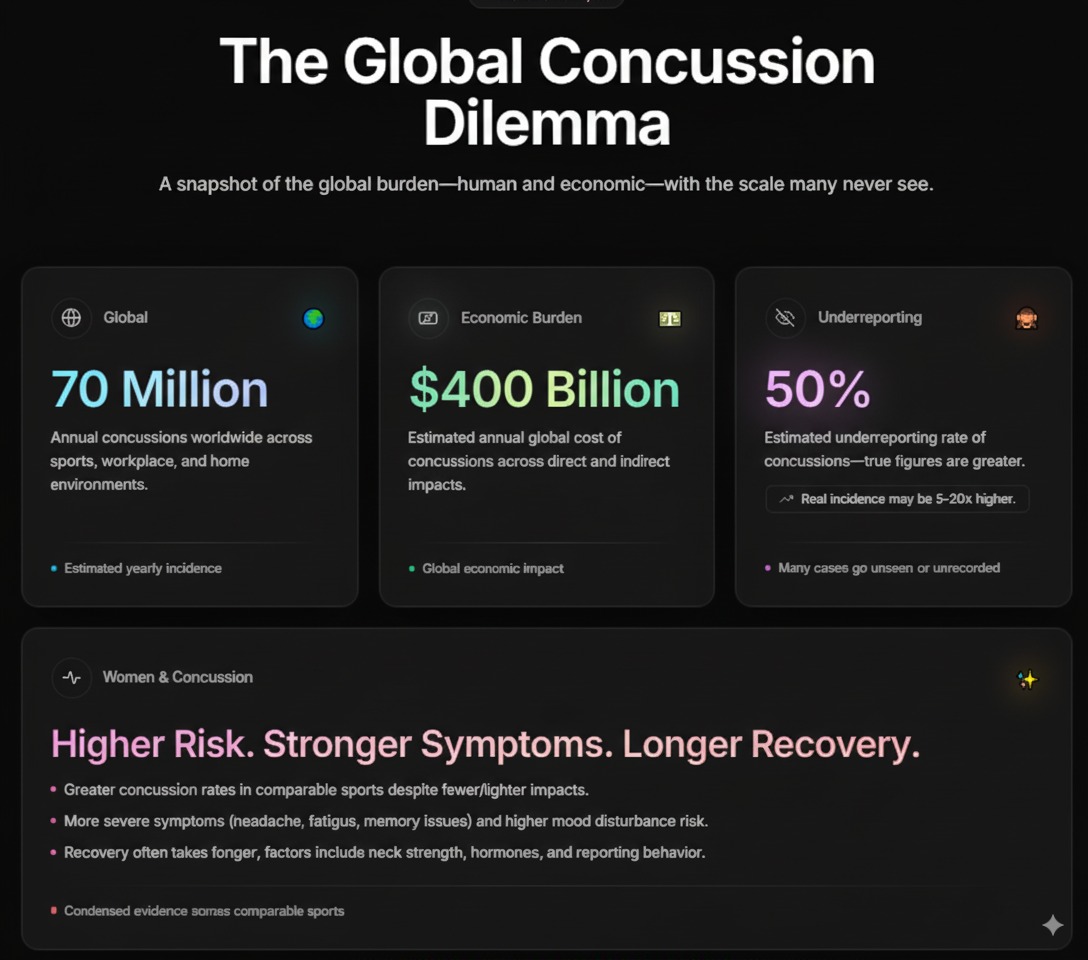 The Global Concussion
Dilemma
A snapshot of the global burden—human and economic—with the scale many never see.
Global
70 Million
Annual concussions worldwide across
sports, workplace, and home
environments.
Estimated yearly incidence
Economic Burden
$400 Billion
Estimated annual global cost of
concussions across direct and indirect
impacts.
Global economic impact
Underreporting
50%
Estimated underreporting rate of
concussions—true figures are greater.
Real incidence may be 5–20x higher.
Many cases go unseen or unrecorded
Women & Concussion
Higher Risk. Stronger Symptoms. Longer Recovery.
Greater concussion rates in comparable sports despite fewer/lighter impacts.
More severe symptoms (neadache, fatigus, memory issues) and higher mood disturbance risk.
Recovery often takes fonger, factors include neck strength, hormones, and reporting behavior.
Condensed evidence comparable sports